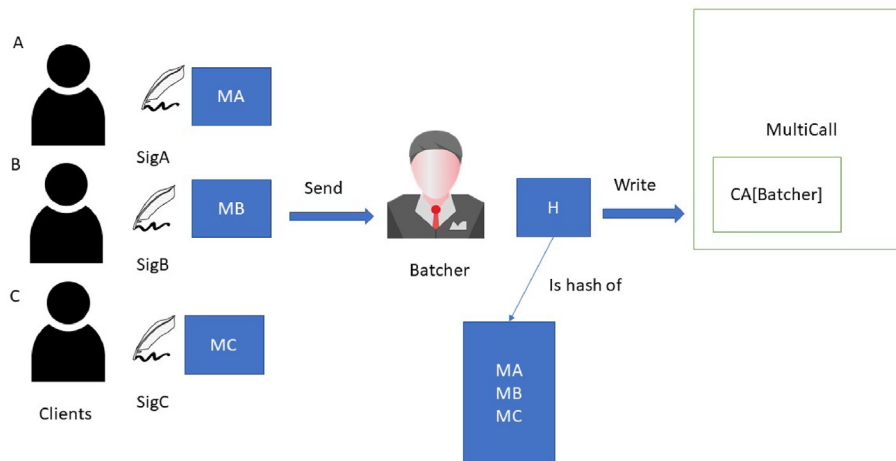 A
MA
SigA
B
MB
SigB
C
MC
SigC
Clients
Send
Batcher
H
Is hash of
MA
MB
MC
Write
MultiCall
CA[Batcher]